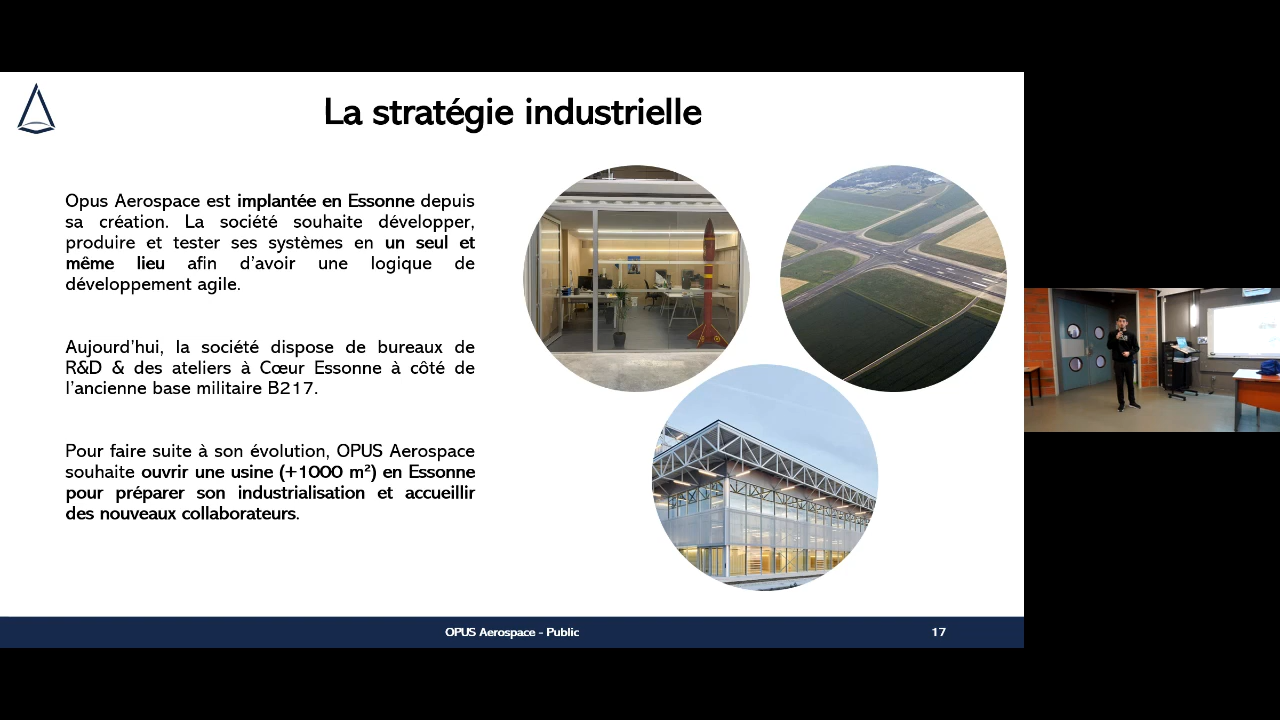 La stratégie industrielle
Opus Aerospace est implantée en Essonne depuis
sa création. La société souhaite développer,
produire et tester ses systèmes en un seul et
même lieu afin d’avoir une logique de
développement agile.
Aujourd’hui, la société dispose de bureaux de
R&D & des ateliers à Cœur Essonne à côté de
l’ancienne base militaire B217.
Pour faire suite à son évolution, OPUS Aerospace
souhaite ouvrir une usine (+1000 m²) en Essonne
pour préparer son industrialisation et accueillir
des nouveaux collaborateurs.
OPUS Aerospace - Public
17